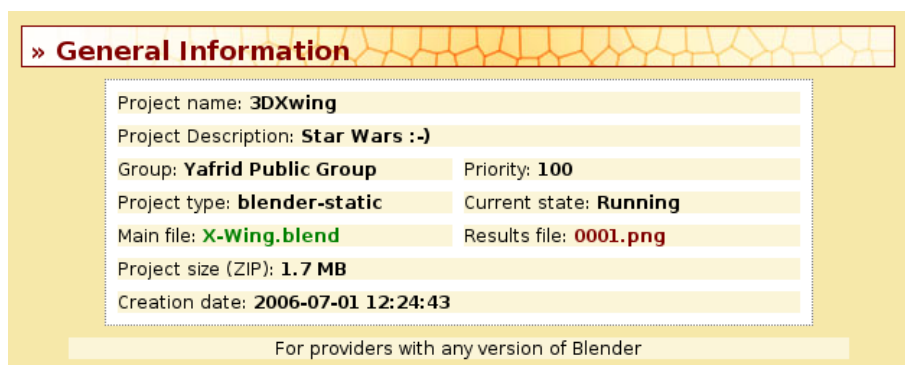 » General Information
Project name: 3DXwing
Project Description: Star Wars :-)
Group: Yafrid Public Group Priority: 100
Project type: blender-static Current state: Running
Main file: X-Wing.blend Results file: 0001.png
Project size (ZIP): 1.7 MB
Creation date: 2006-07-01 12:24:43
For providers with any version of Blender